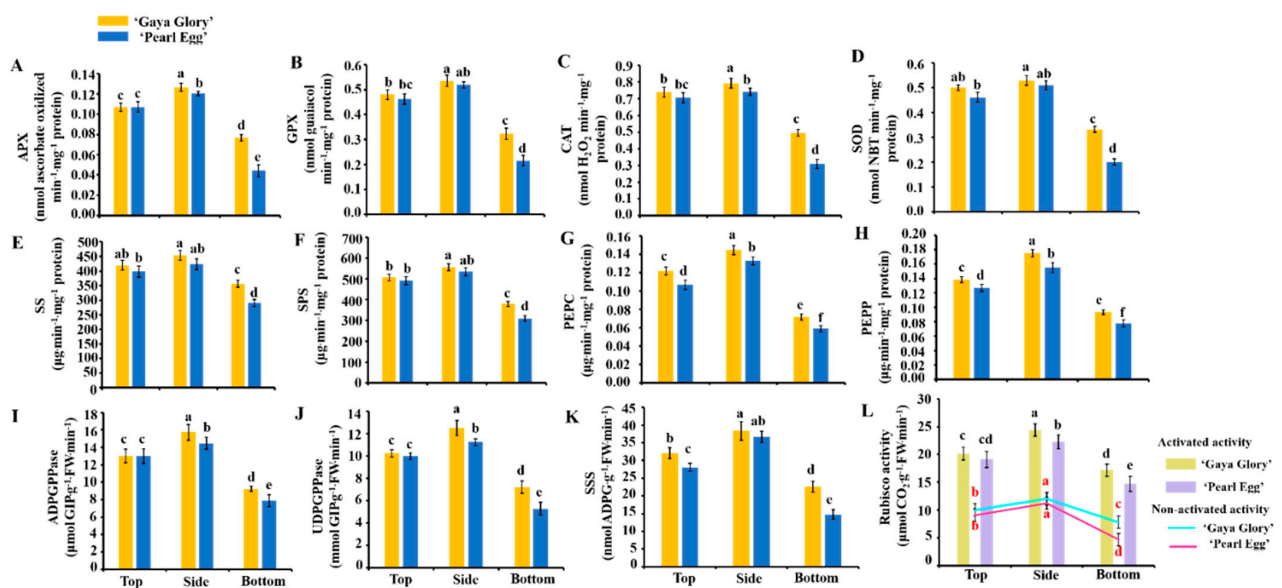 'Gaya Glory'
'Pearl Egg'
A
APX
(nmol ascorbate oxidized
min⁻¹·mg⁻¹ protein)
0.14
0.12
0.10
0.08
0.06
0.04
0.02
0.00
c c a b d e
B
GPX
(nmol guaiacol
min⁻¹·mg⁻¹ protein)
0.6
0.5
0.4
0.3
0.2
0.1
0.0
b bc a ab c d
C
CAT
(nmol H₂O₂ min⁻¹·mg⁻¹
protein)
0.9
0.8
0.7
0.6
0.5
0.4
0.3
0.2
0.1
0.0
b bc a b c d
D
SOD
(nmol NBT min⁻¹·mg⁻¹
protein)
0.6
0.5
0.4
0.3
0.2
0.1
0.0
ab b a ab c d
E
SS
(µg·min⁻¹·mg⁻¹ protein)
500
450
400
350
300
250
200
150
100
50
0
ab b a ab c d
F
SPS
(µg·min⁻¹·mg⁻¹ protein)
700
600
500
400
300
200
100
0
b b a ab c d
G
PEPC
(µg·min⁻¹·mg⁻¹ protein)
0.16
0.14
0.12
0.10
0.08
0.06
0.04
0.02
0.00
c d a b e f
H
PEPP
(µg·min⁻¹·mg⁻¹ protein)
0.20
0.18
0.16
0.14
0.12
0.10
0.08
0.06
0.04
0.02
0.00
c d a b e f
I
ADPGPPase
(µmol GIP·g⁻¹·FW·min⁻¹)
18
16
14
12
10
8
6
4
2
0
c c a b d e
Top Side Bottom
J
UDPGPPase
(nmol GIP·g⁻¹·FW·min⁻¹)
14
12
10
8
6
4
2
0
c c a b d e
Top Side Bottom
K
SSS
(nmol ADPG·g⁻¹·FW·min⁻¹)
45
40
35
30
25
20
15
10
5
0
b c a ab d e
Top Side Bottom
L
Rubisco activity
(µmol CO₂·g⁻¹·FW·min⁻¹)
30
25
20
15
10
5
0
c cd a b d e
b a c
b a d
Top Side Bottom
Activated activity
'Gaya Glory'
'Pearl Egg'
Non-activated activity
'Gaya Glory'
'Pearl Egg'